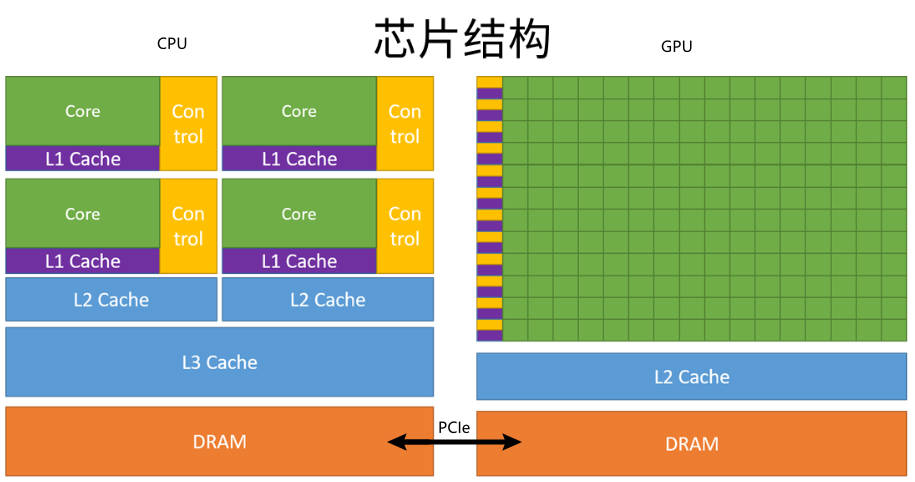 芯片结构
CPU
GPU
Core
Con
trol
L1 Cache
Core
Con
trol
L1 Cache
Core
Con
trol
L1 Cache
Core
Con
trol
L1 Cache
L2 Cache
L2 Cache
L3 Cache
DRAM
PCIe
L2 Cache
DRAM